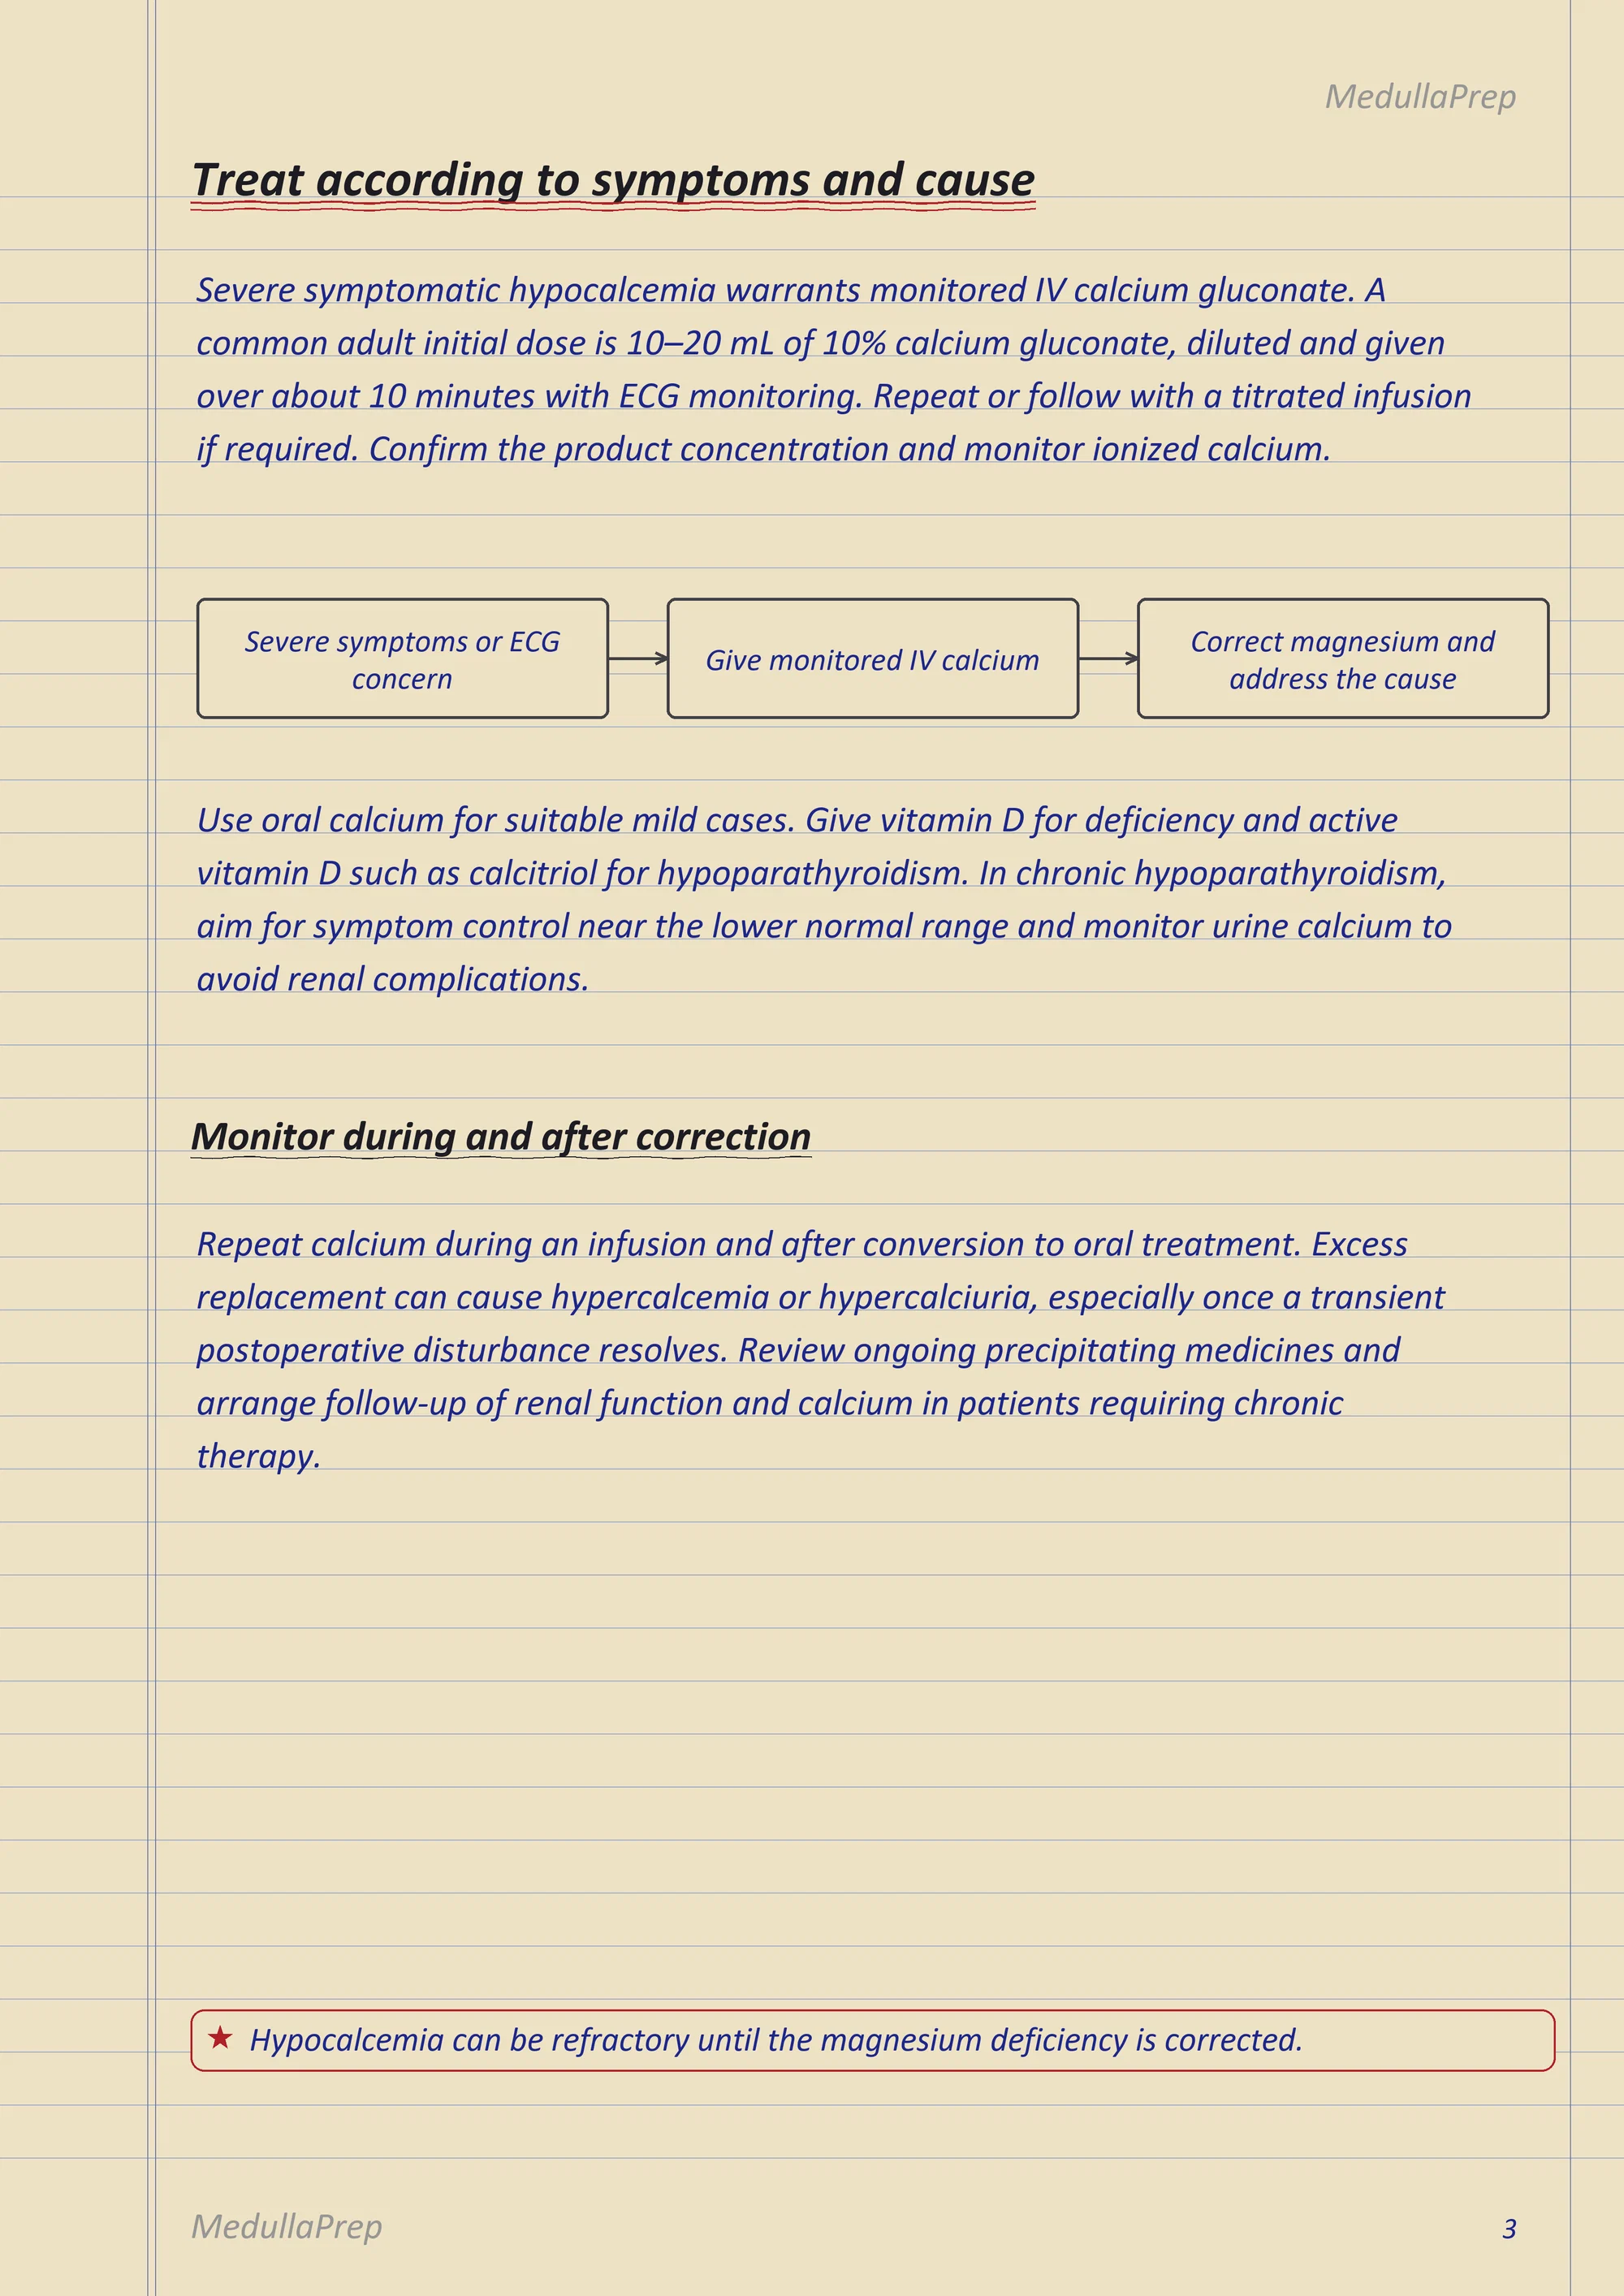 MedullaPrep
Treat according to symptoms and cause
Severe symptomatic hypocalcemia warrants monitored IV calcium gluconate. A
common adult initial dose is 10–20 mL of 10% calcium gluconate, diluted and given
over about 10 minutes with ECG monitoring. Repeat or follow with a titrated infusion
if required. Confirm the product concentration and monitor ionized calcium.
Severe symptoms or ECG
concern
Give monitored IV calcium
Correct magnesium and
address the cause
Use oral calcium for suitable mild cases. Give vitamin D for deficiency and active
vitamin D such as calcitriol for hypoparathyroidism. In chronic hypoparathyroidism,
aim for symptom control near the lower normal range and monitor urine calcium to
avoid renal complications.
Monitor during and after correction
Repeat calcium during an infusion and after conversion to oral treatment. Excess
replacement can cause hypercalcemia or hypercalciuria, especially once a transient
postoperative disturbance resolves. Review ongoing precipitating medicines and
arrange follow-up of renal function and calcium in patients requiring chronic
therapy.
★ Hypocalcemia can be refractory until the magnesium deficiency is corrected.
MedullaPrep
3